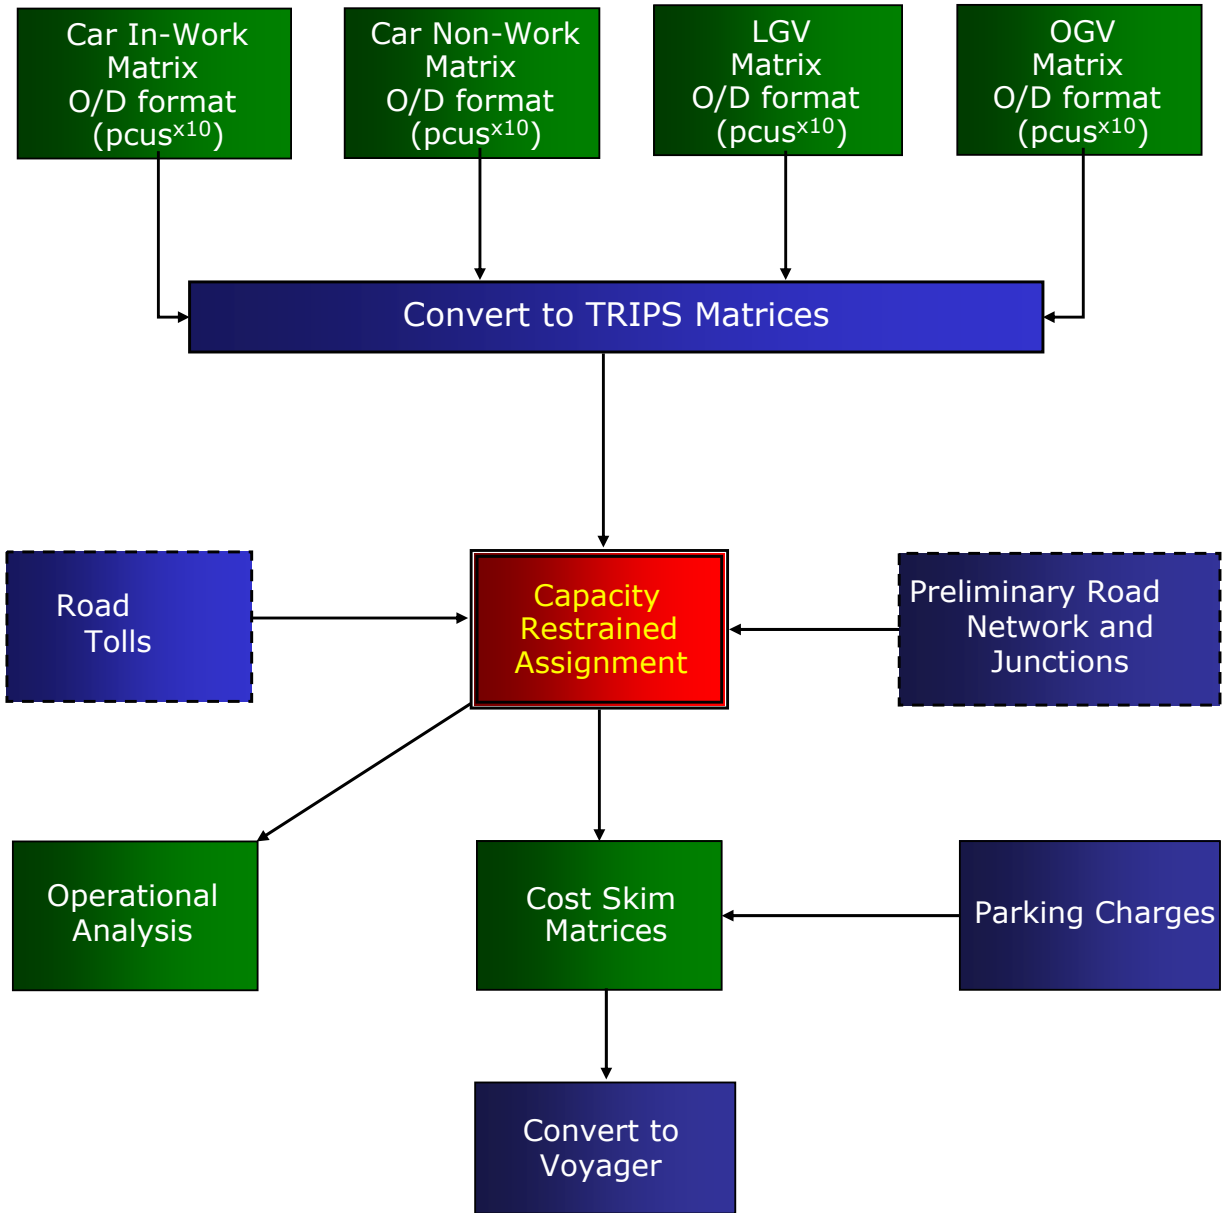 Car In-Work
Matrix
O/D format
(pcusx10)
Car Non-Work
Matrix
O/D format
(pcusx10)
LGV
Matrix
O/D format
(pcusx10)
OGV
Matrix
O/D format
(pcusx10)
Convert to TRIPS Matrices
Road
Tolls
Capacity
Restrained
Assignment
Preliminary Road
Network and
Junctions
Operational
Analysis
Cost Skim
Matrices
Parking Charges
Convert to
Voyager